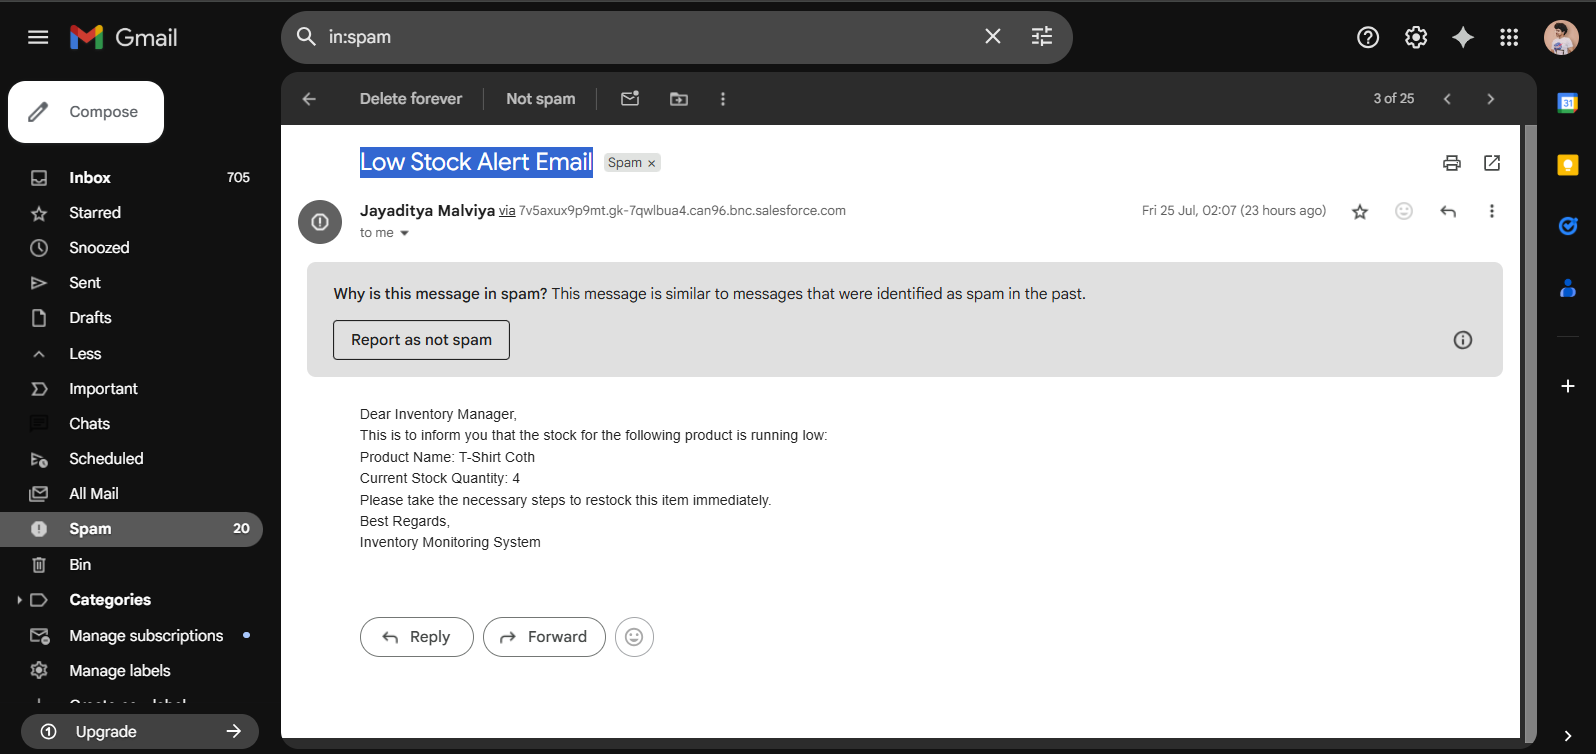 Gmail
in:spam
Compose
Delete forever
Not spam
3 of 25
Inbox 705
Starred
Snoozed
Sent
Drafts
Less
Important
Chats
Scheduled
All Mail
Spam 20
Bin
Categories
Manage subscriptions
Manage labels
Upgrade
Low Stock Alert Email Spam x
Jayaditya Malviya via 7v5axux9p9mt.gk-7qwlbua4.can96.bnc.salesforce.com
Fri 25 Jul, 02:07 (23 hours ago)
to me
Why is this message in spam? This message is similar to messages that were identified as spam in the past.
Report as not spam
Dear Inventory Manager,
This is to inform you that the stock for the following product is running low:
Product Name: T-Shirt Coth
Current Stock Quantity: 4
Please take the necessary steps to restock this item immediately.
Best Regards,
Inventory Monitoring System
Reply
Forward
31